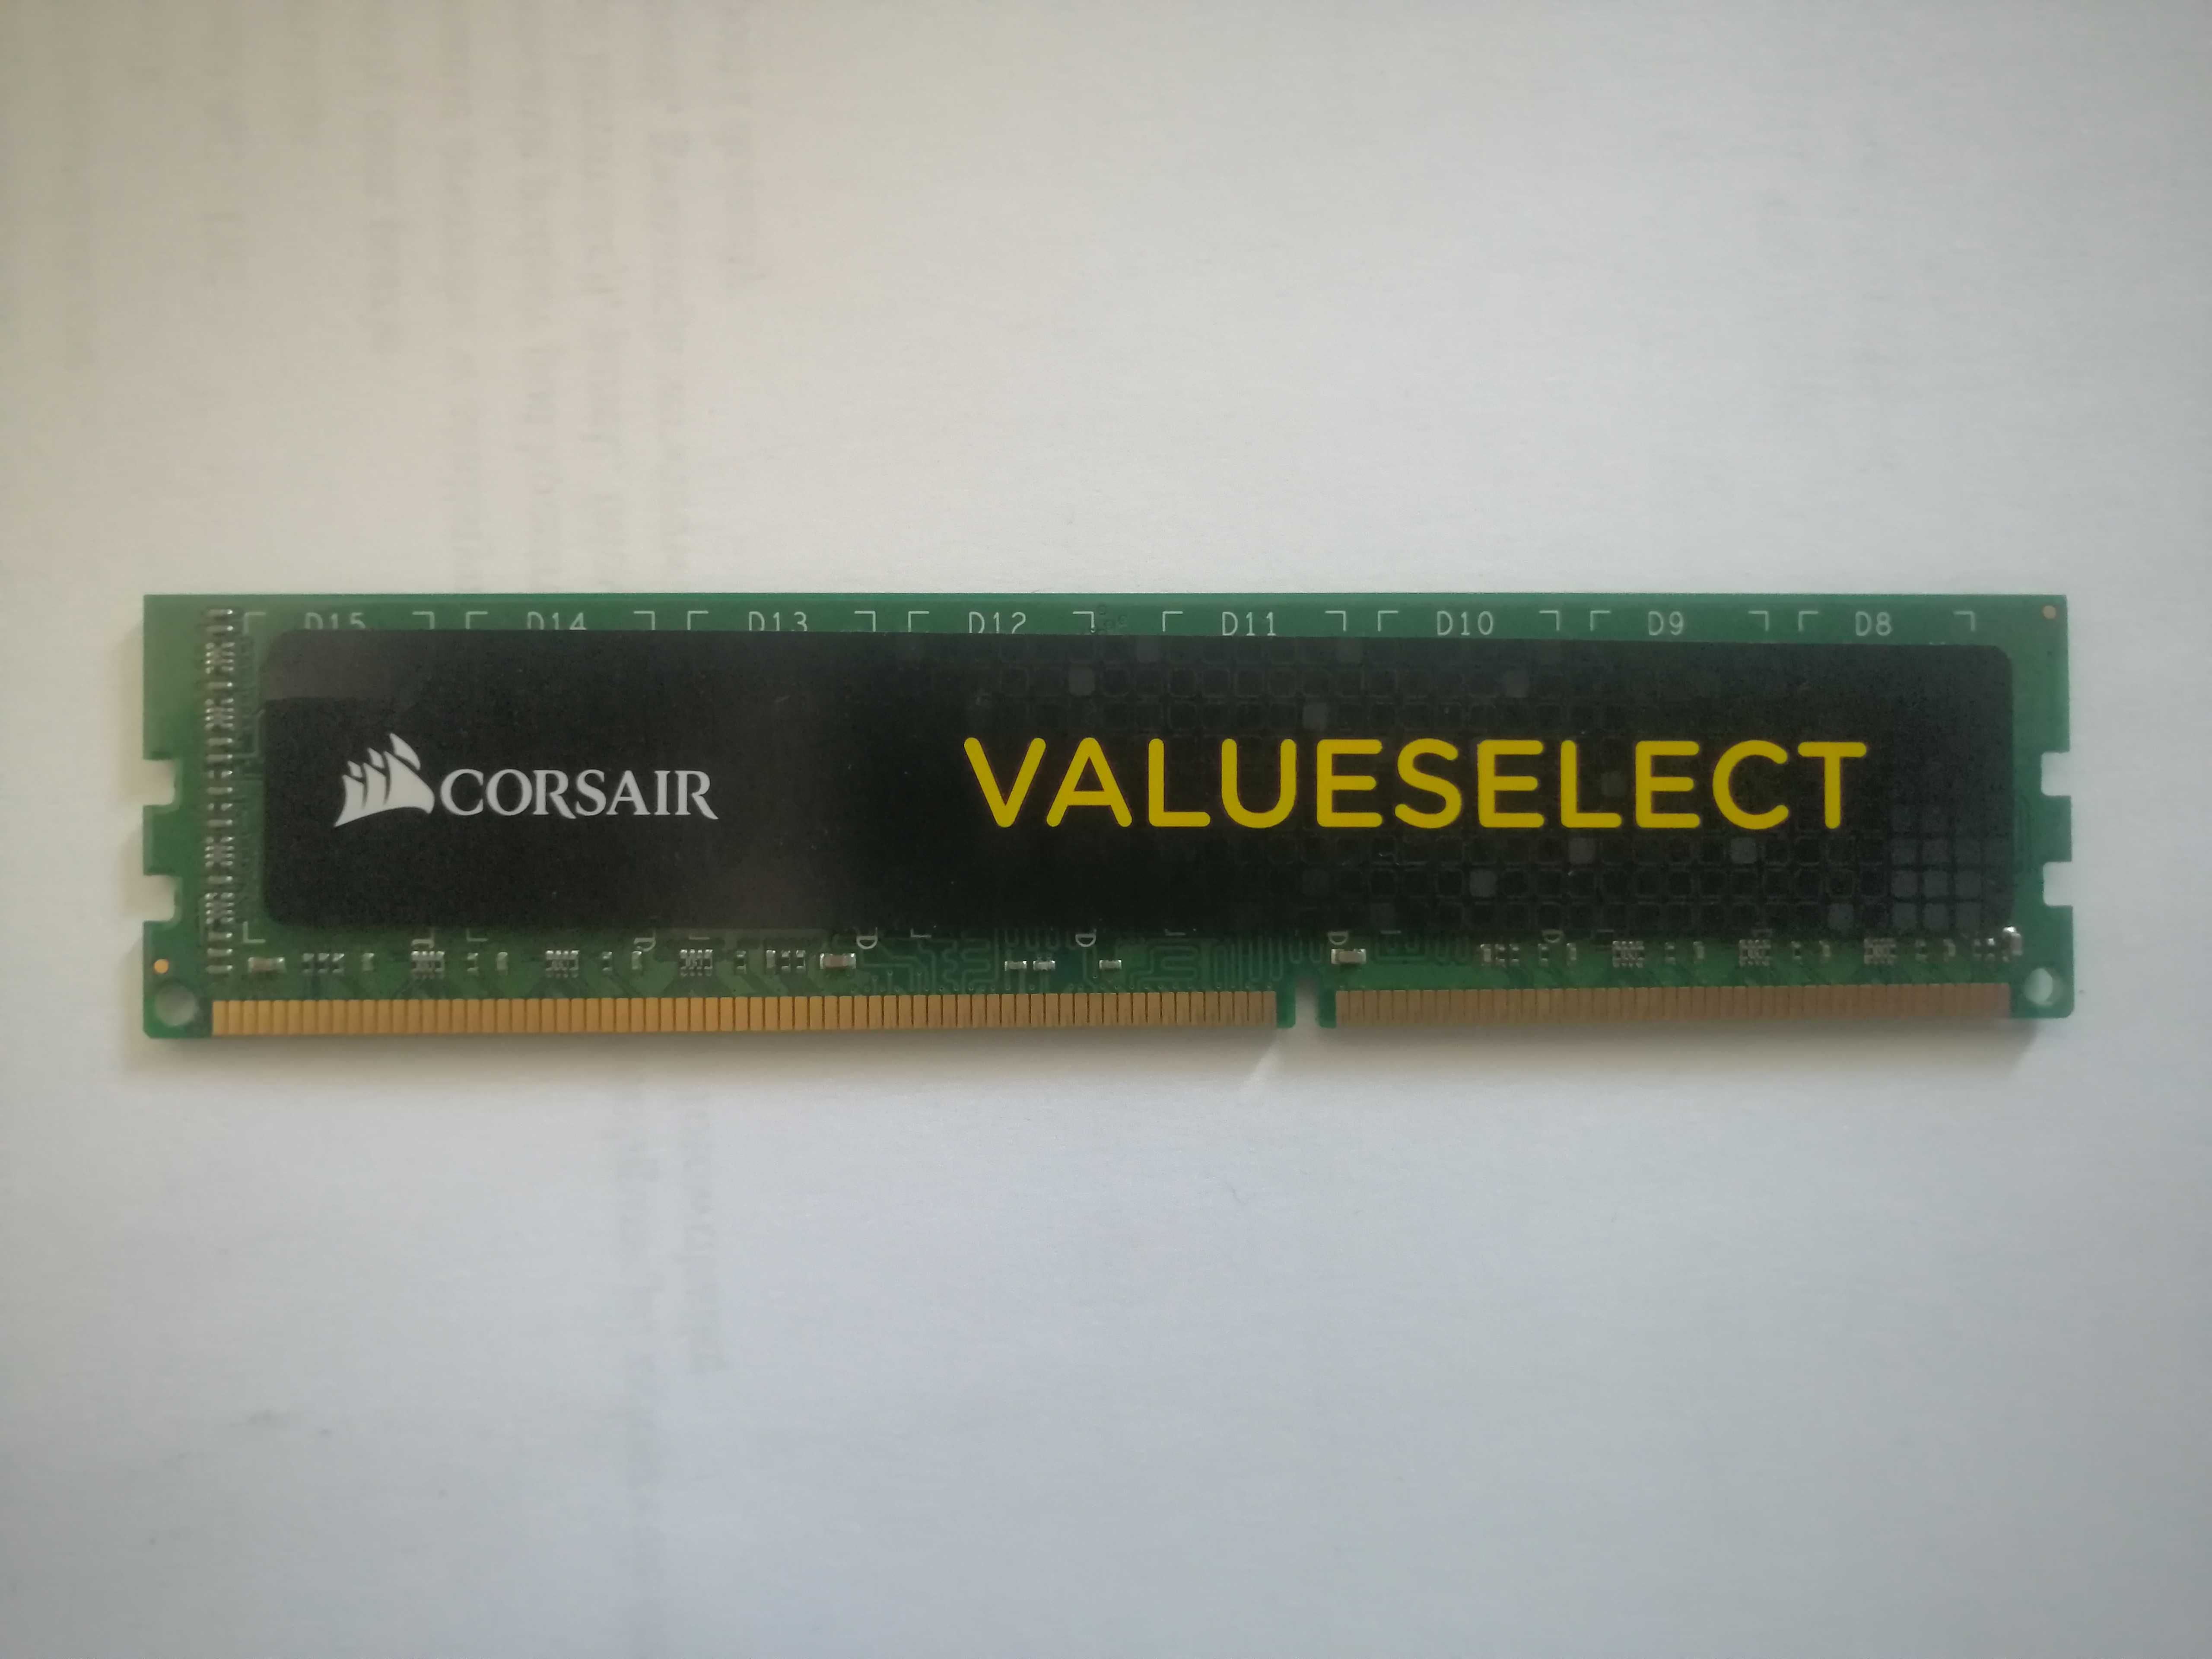 D15 D14 D13 D12 D11 D10 D9 D8
CORSAIR VALUESELECT